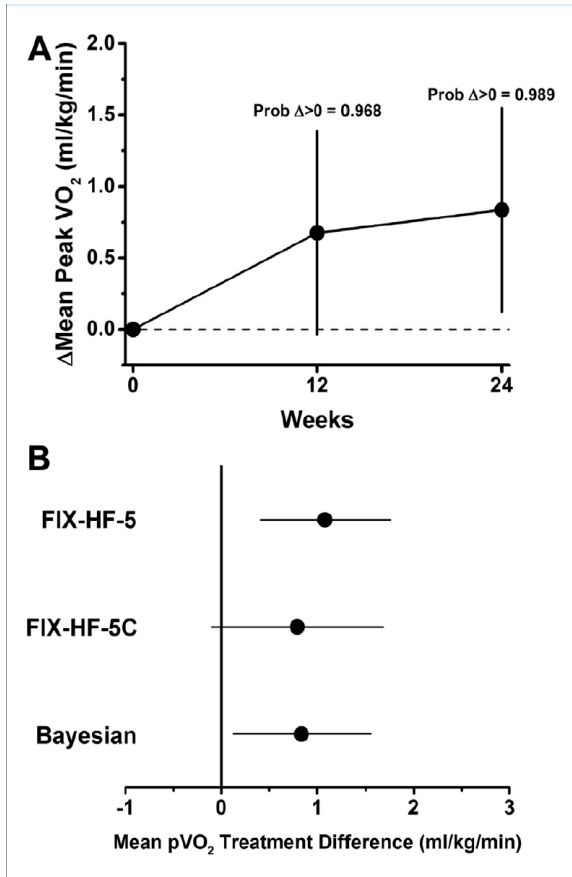 A
2.0
1.5
1.0
0.5
0.0
ΔMean Peak VO₂ (ml/kg/min)
Prob Δ>0 = 0.968
Prob Δ>0 = 0.989
0 12 24
Weeks
B
FIX-HF-5
FIX-HF-5C
Bayesian
-1 0 1 2 3
Mean pVO₂ Treatment Difference (ml/kg/min)